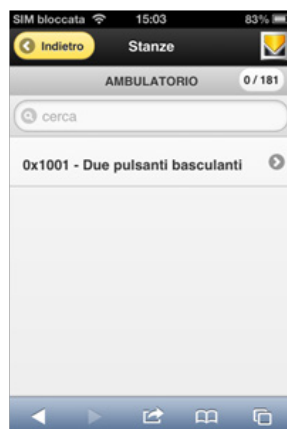 SIM bloccata 15:03 83%
Indietro Stanze
AMBULATORIO 0 / 181
cerca
0x1001 - Due pulsanti basculanti